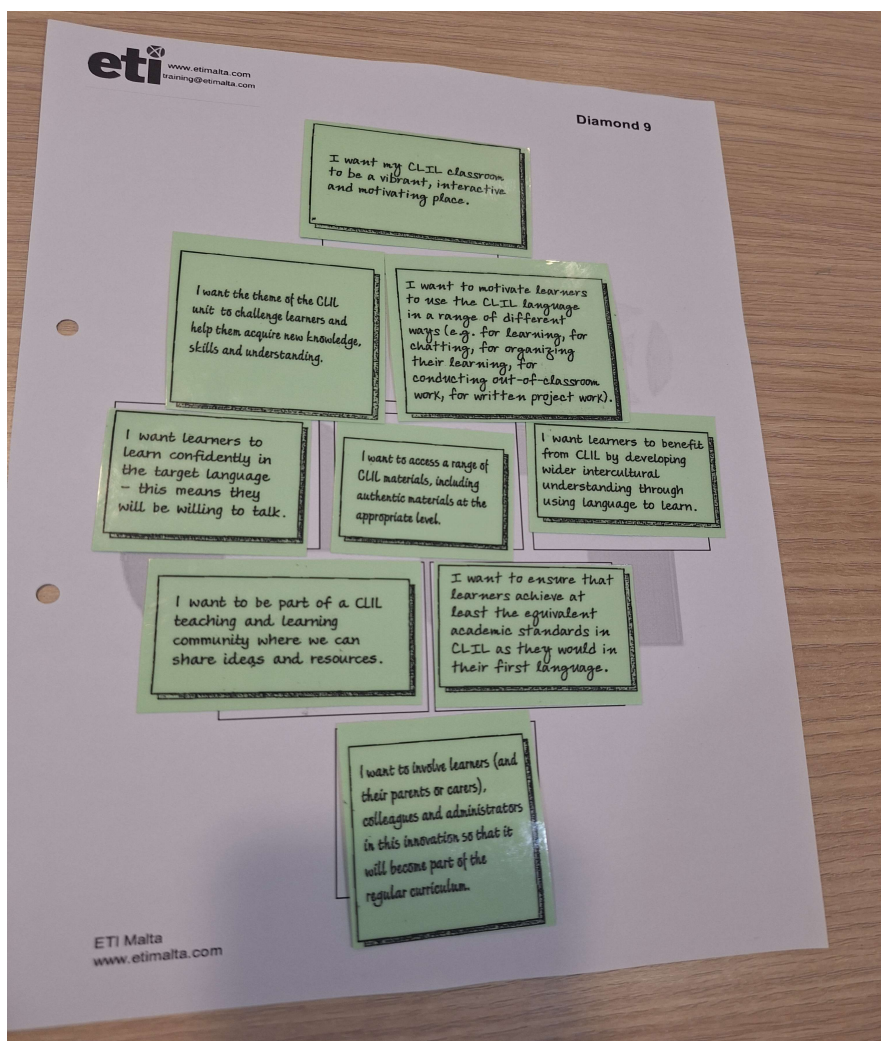 eti
www.etimalta.com
training@etimalta.com
Diamond 9
I want my CLIL classroom
to be a vibrant, interactive
and motivating place.
I want the theme of the CLIL
unit to challenge learners and
help them acquire new knowledge,
skills and understanding.
I want to motivate learners
to use the CLIL language
in a range of different
ways (e.g. for learning, for
chatting, for organizing
their learning, for
conducting out-of-classroom
work, for written project work).
I want learners to
learn confidently in
the target language
– this means they
will be willing to talk.
I want to access a range of
CLIL materials, including
authentic materials at the
appropriate level.
I want learners to benefit
from CLIL by developing
wider intercultural
understanding through
using language to learn.
I want to be part of a CLIL
teaching and learning
community where we can
share ideas and resources.
I want to ensure that
learners achieve at
least the equivalent
academic standards in
CLIL as they would in
their first language.
I want to involve learners (and
their parents or carers),
colleagues and administrators
in this innovation so that it
will become part of the
regular curriculum.
ETI Malta
www.etimalta.com